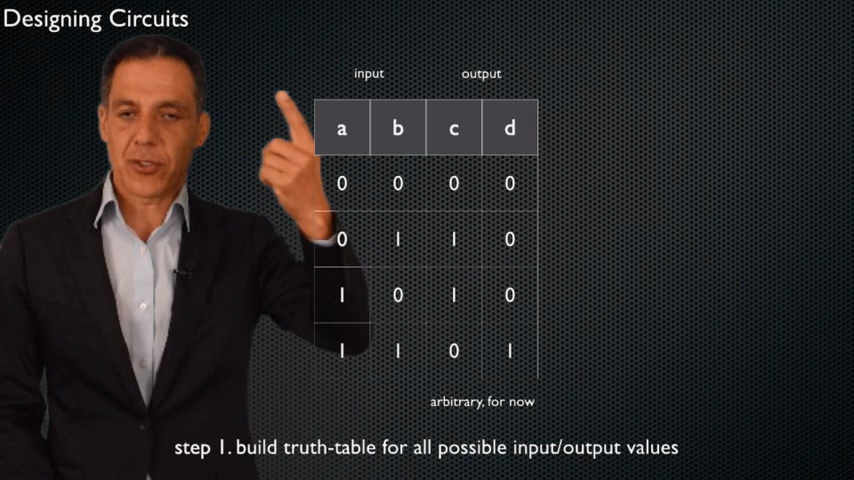 Designing Circuits
input output
a b c d
0 0 0 0
0 1 1 0
1 0 1 0
1 1 0 1
arbitrary, for now
step 1. build truth-table for all possible input/output values